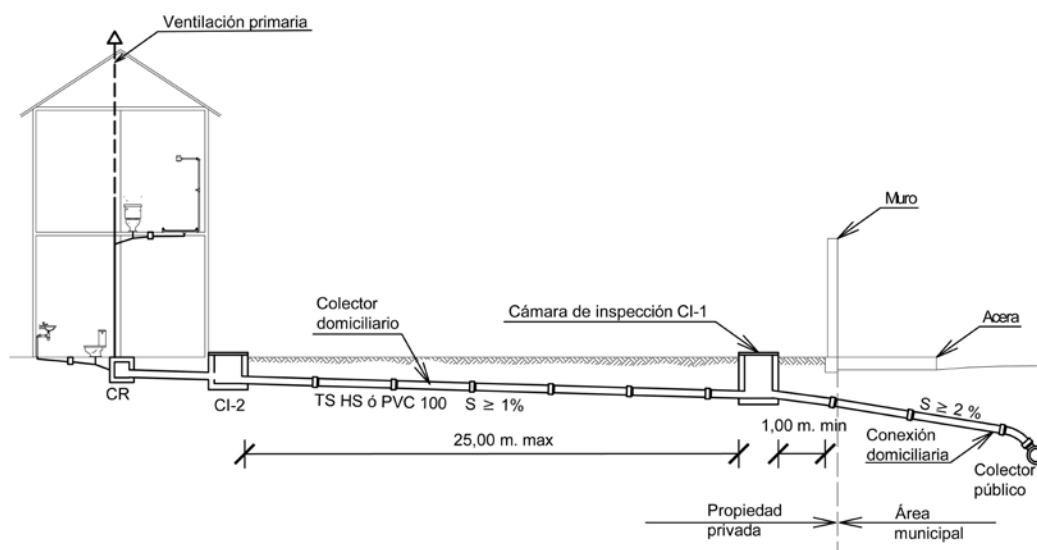 Ventilación primaria
Muro
Colector
domiciliario
Cámara de inspección CI-1
Acera
CR
CI-2
TS HS ó PVC 100
S ≥ 1%
S ≥ 2 %
25,00 m. max
1,00 m. min
Conexión
domiciliaria
Colector
público
Propiedad
privada
Área
municipal